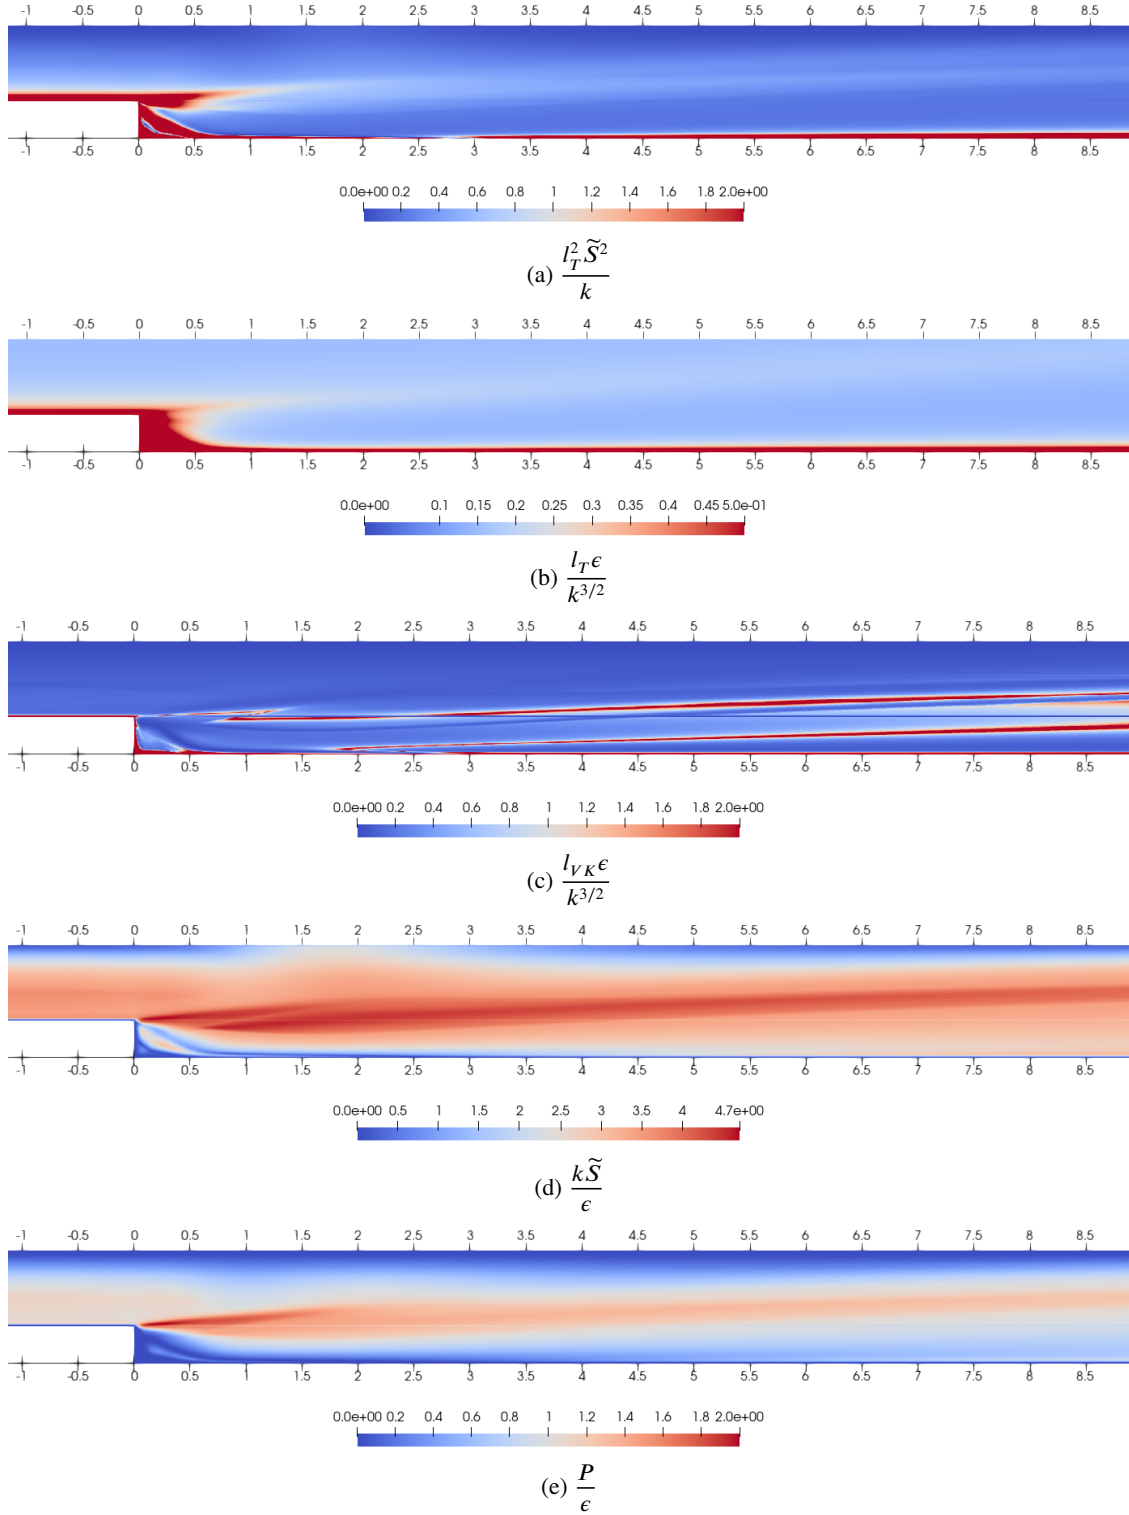 -1 -0.5 0 0.5 1 1.5 2 2.5 3 3.5 4 4.5 5 5.5 6 6.5 7 7.5 8 8.5
-1 -0.5 0 0.5 1 1.5 2 2.5 3 3.5 4 4.5 5 5.5 6 6.5 7 7.5 8 8.5
0.0e+00 0.2 0.4 0.6 0.8 1 1.2 1.4 1.6 1.8 2.0e+00
(a) \frac{l_T^2 \widetilde{S}^2}{k}
-1 -0.5 0 0.5 1 1.5 2 2.5 3 3.5 4 4.5 5 5.5 6 6.5 7 7.5 8 8.5
-1 -0.5 0 0.5 1 1.5 2 2.5 3 3.5 4 4.5 5 5.5 6 6.5 7 7.5 8 8.5
0.0e+00 0.1 0.15 0.2 0.25 0.3 0.35 0.4 0.45 5.0e-01
(b) \frac{l_T \epsilon}{k^{3/2}}
-1 -0.5 0 0.5 1 1.5 2 2.5 3 3.5 4 4.5 5 5.5 6 6.5 7 7.5 8 8.5
-1 -0.5 0 0.5 1 1.5 2 2.5 3 3.5 4 4.5 5 5.5 6 6.5 7 7.5 8 8.5
0.0e+00 0.2 0.4 0.6 0.8 1 1.2 1.4 1.6 1.8 2.0e+00
(c) \frac{l_{VK} \epsilon}{k^{3/2}}
-1 -0.5 0 0.5 1 1.5 2 2.5 3 3.5 4 4.5 5 5.5 6 6.5 7 7.5 8 8.5
-1 -0.5 0 0.5 1 1.5 2 2.5 3 3.5 4 4.5 5 5.5 6 6.5 7 7.5 8 8.5
0.0e+00 0.5 1 1.5 2 2.5 3 3.5 4 4.7e+00
(d) \frac{k \widetilde{S}}{\epsilon}
-1 -0.5 0 0.5 1 1.5 2 2.5 3 3.5 4 4.5 5 5.5 6 6.5 7 7.5 8 8.5
-1 -0.5 0 0.5 1 1.5 2 2.5 3 3.5 4 4.5 5 5.5 6 6.5 7 7.5 8 8.5
0.0e+00 0.2 0.4 0.6 0.8 1 1.2 1.4 1.6 1.8 2.0e+00
(e) \frac{P}{\epsilon}